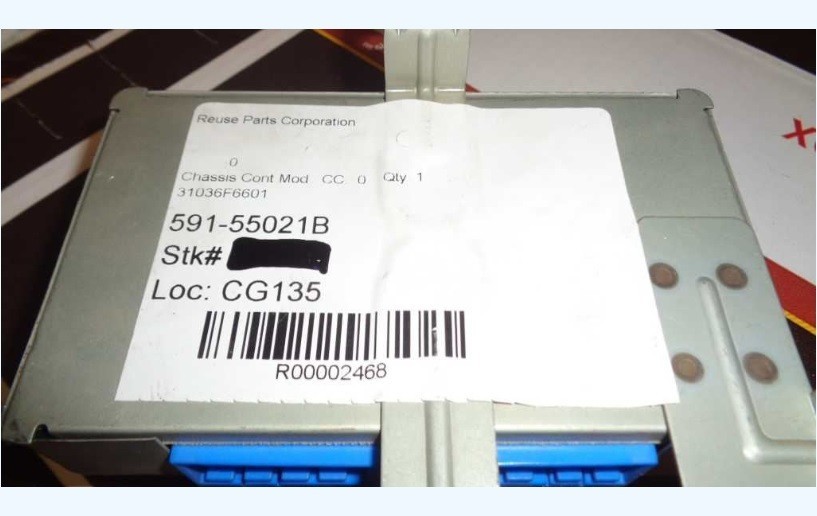 Reuse Parts Corporation
0
Chassis Cont Mod CC 0 Qty 1
31036F6601
591-55021B
Stk#
Loc: CG135
R00002468